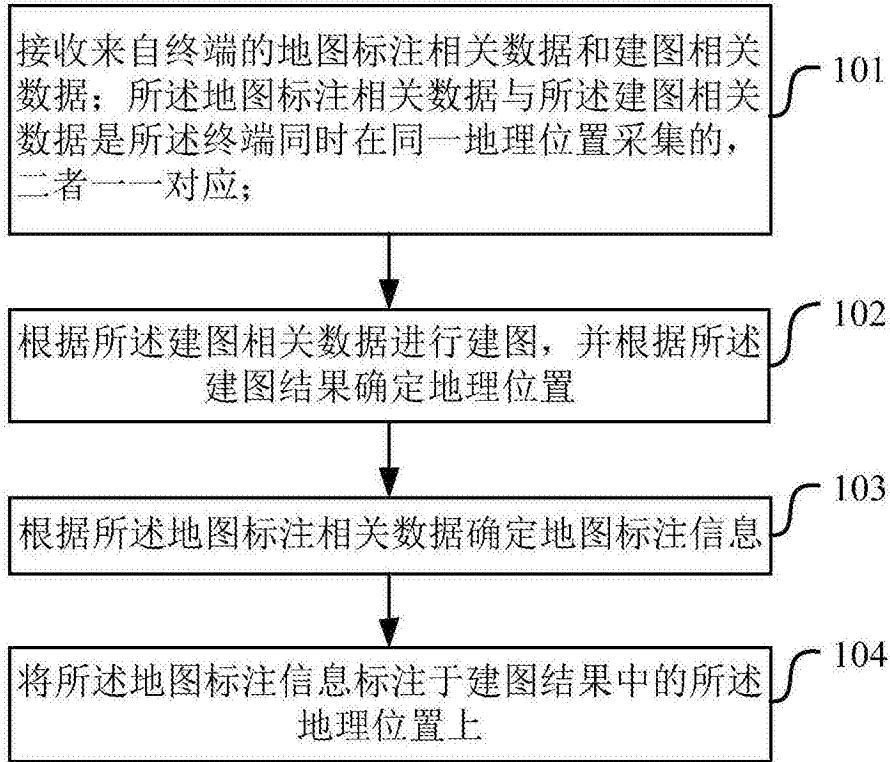 接收来自终端的地图标注相关数据和建图相关
数据；所述地图标注相关数据与所述建图相关
数据是所述终端同时在同一地理位置采集的，
二者一一对应；
101
根据所述建图相关数据进行建图，并根据所述
建图结果确定地理位置
102
根据所述地图标注相关数据确定地图标注信息
103
将所述地图标注信息标注于建图结果中的所述
地理位置上
104